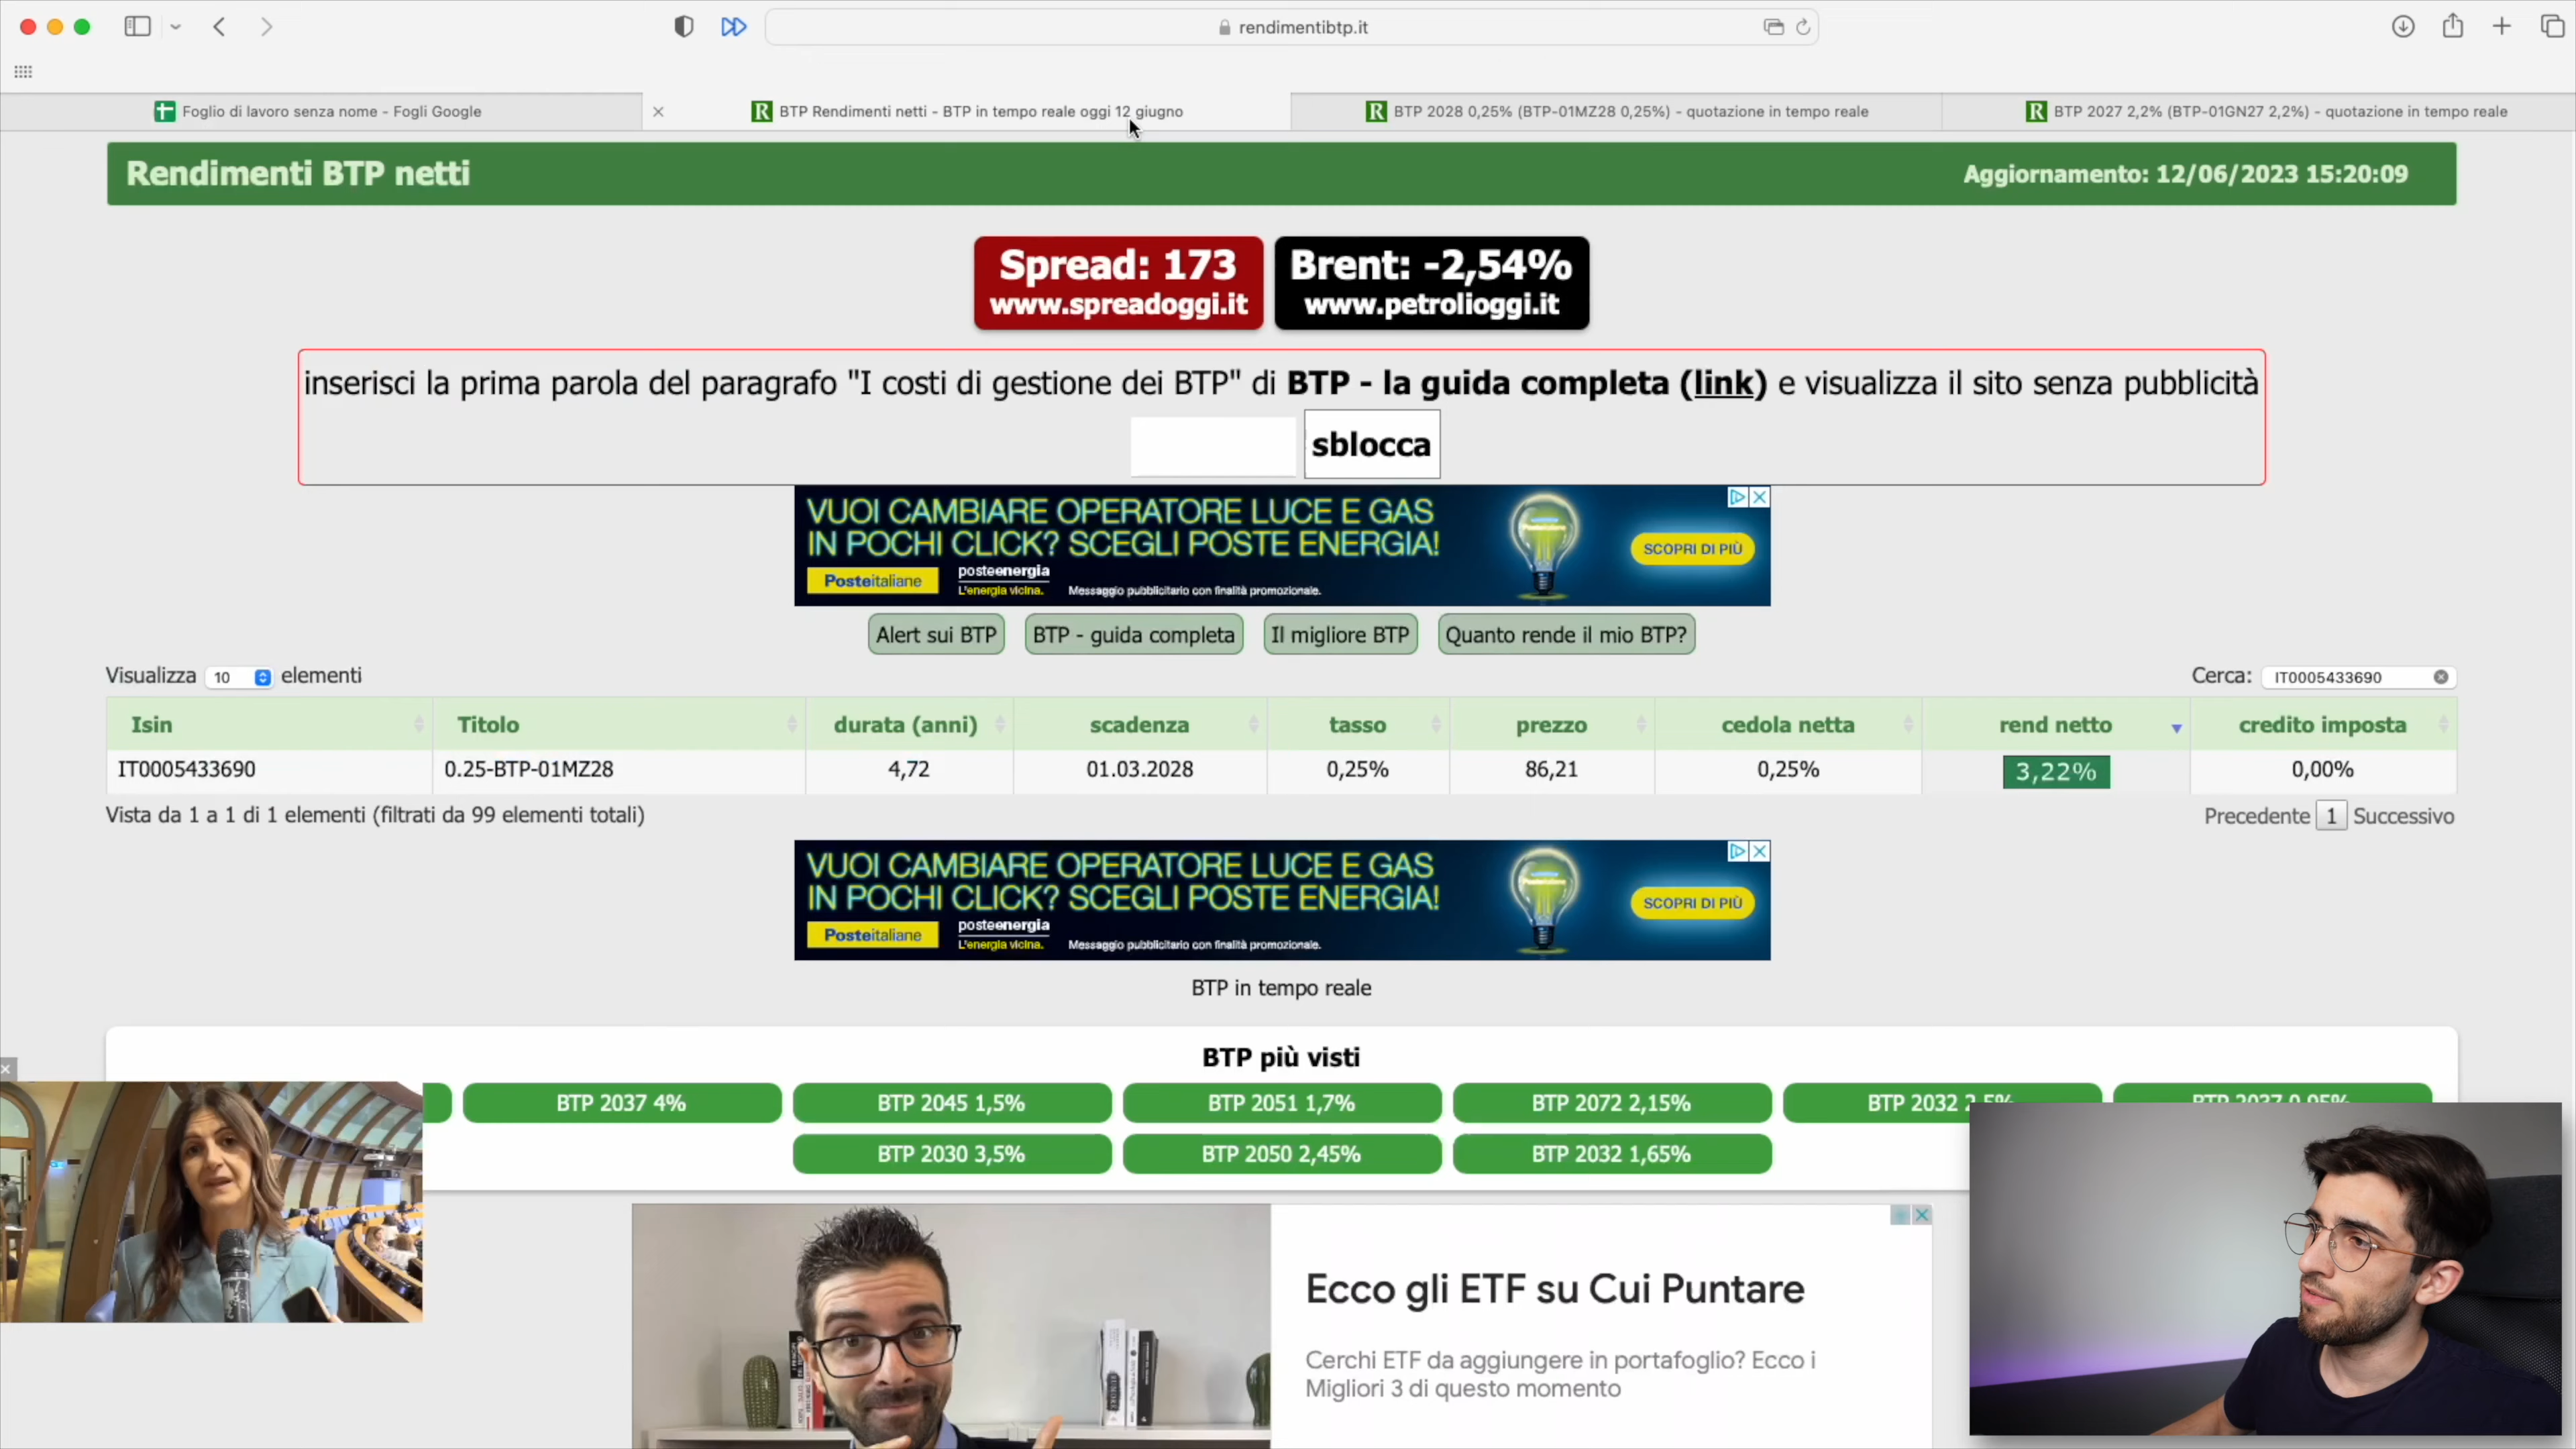 rendimentibtp.it
Foglio di lavoro senza nome - Fogli Google
BTP Rendimenti netti - BTP in tempo reale oggi 12 giugno
BTP 2028 0,25% (BTP-01MZ28 0,25%) - quotazione in tempo reale
BTP 2027 2,2% (BTP-01GN27 2,2%) - quotazione in tempo reale
Rendimenti BTP netti
Aggiornamento: 12/06/2023 15:20:09
Spread: 173
www.spreadoggi.it
Brent: -2,54%
www.petrolioggi.it
inserisci la prima parola del paragrafo "I costi di gestione dei BTP" di BTP - la guida completa (link) e visualizza il sito senza pubblicità
sblocca
VUOI CAMBIARE OPERATORE LUCE E GAS
IN POCHI CLICK? SCEGLI POSTE ENERGIA!
SCOPRI DI PIÙ
Posteitaliane
posteenergia
L'energia vicina.
Messaggio pubblicitario con finalità promozionale.
Alert sui BTP
BTP - guida completa
Il migliore BTP
Quanto rende il mio BTP?
Visualizza 10 elementi
Cerca: IT0005433690
Isin Titolo durata (anni) scadenza tasso prezzo cedola netta rend netto credito imposta
IT0005433690 0.25-BTP-01MZ28 4,72 01.03.2028 0,25% 86,21 0,25% 3,22% 0,00%
Vista da 1 a 1 di 1 elementi (filtrati da 99 elementi totali)
Precedente 1 Successivo
VUOI CAMBIARE OPERATORE LUCE E GAS
IN POCHI CLICK? SCEGLI POSTE ENERGIA!
SCOPRI DI PIÙ
Posteitaliane
posteenergia
L'energia vicina.
Messaggio pubblicitario con finalità promozionale.
BTP in tempo reale
BTP più visti
BTP 2037 4%
BTP 2045 1,5%
BTP 2051 1,7%
BTP 2072 2,15%
BTP 2032 2,5%
BTP 2037 0,95%
BTP 2030 3,5%
BTP 2050 2,45%
BTP 2032 1,65%
Ecco gli ETF su Cui Puntare
Cerchi ETF da aggiungere in portafoglio? Ecco i
Migliori 3 di questo momento